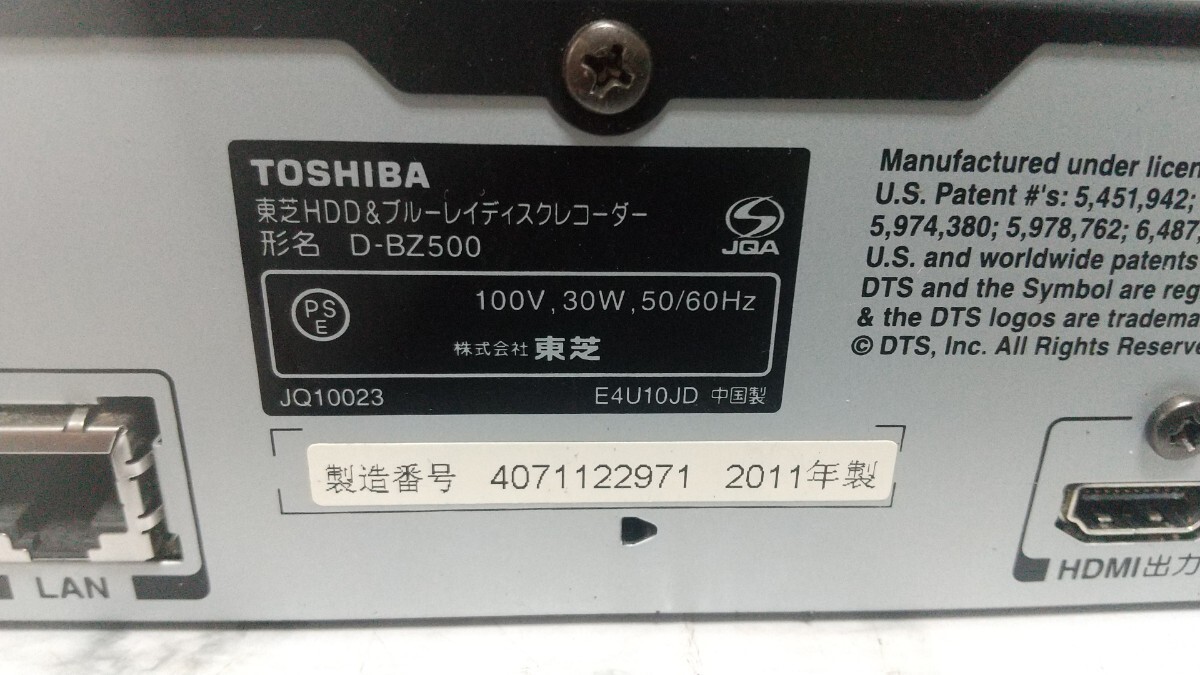 TOSHIBA
東芝HDD&ブルーレイディスクレコーダー
形名 D-BZ500
JQA
PS
E
100V, 30W, 50/60Hz
株式会社 東芝
JQ10023
E4U10JD 中国製
製造番号 4071122971 2011年製
Manufactured under licen
U.S. Patent #'s: 5,451,942;
5,974,380; 5,978,762; 6,487,
U.S. and worldwide patents
DTS and the Symbol are reg
& the DTS logos are tradema
© DTS, Inc. All Rights Reserve
LAN
HDMI出力